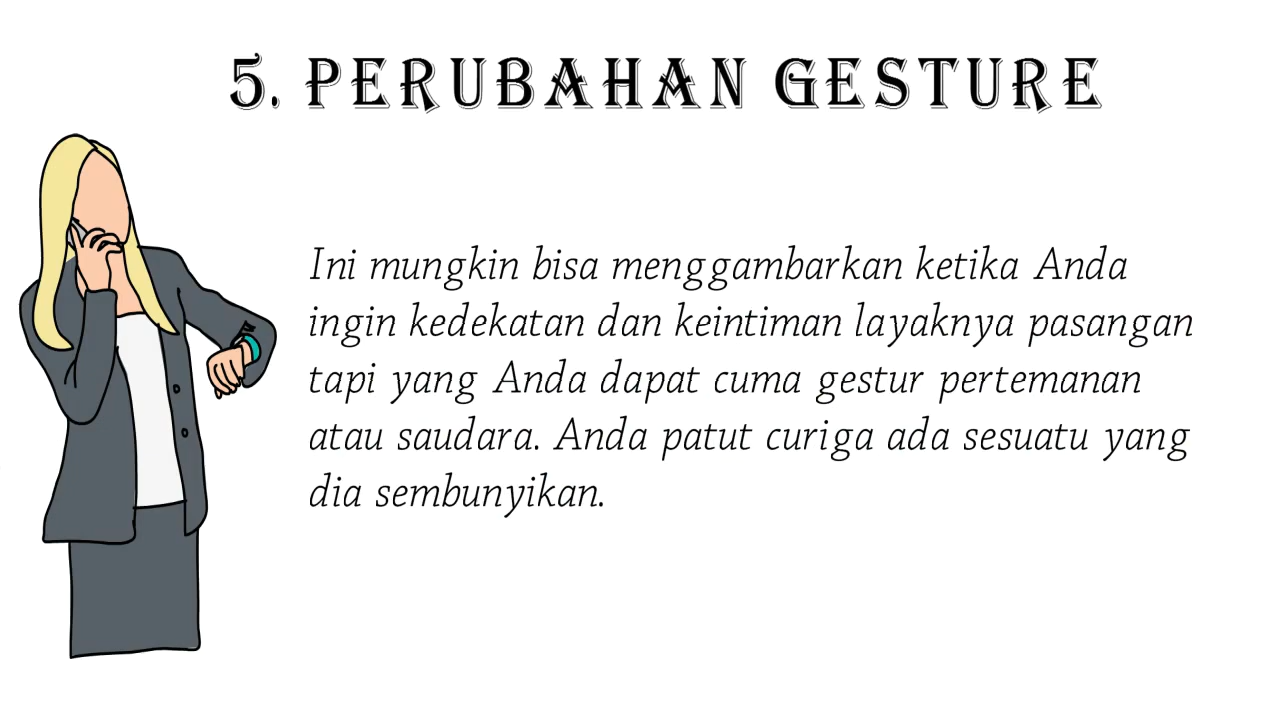 5. PERUBAHAN GESTURE
Ini mungkin bisa menggambarkan ketika Anda
ingin kedekatan dan keintiman layaknya pasangan
tapi yang Anda dapat cuma gestur pertemanan
atau saudara. Anda patut curiga ada sesuatu yang
dia sembunyikan.